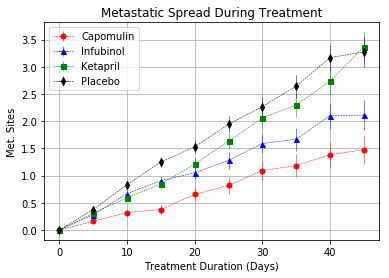 Metastatic Spread During Treatment
Capomulin
Infubinol
Ketapril
Placebo
3.5
3.0
2.5
2.0
1.5
1.0
0.5
0.0
Met. Sites
0 10 20 30 40
Treatment Duration (Days)